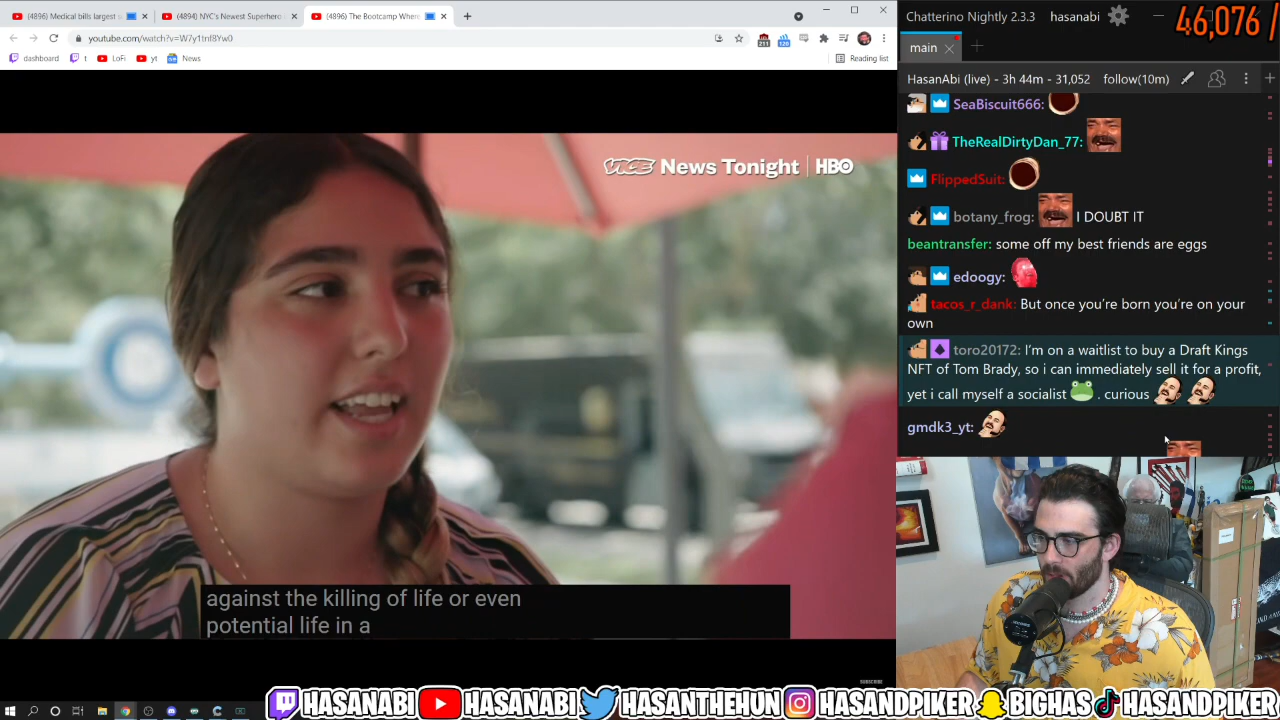 (4896) Medical bills largest s
(4894) NYC's Newest Superhero
(4896) The Bootcamp Where
youtube.com/watch?v=W7y1tnf8Yw0
dashboard
t
LoFi
yt
News
Reading list
VICE News Tonight | HBO
against the killing of life or even
potential life in a
SUBSCRIBE
Chatterino Nightly 2.3.3
hasanabi
46,076 /
main
HasanAbi (live) - 3h 44m - 31,052
follow(10m)
SeaBiscuit666:
TheRealDirtyDan_77:
FlippedSuit:
botany_frog: I DOUBT IT
beantransfer: some off my best friends are eggs
edoogy:
tacos_r_dank: But once you're born you're on your
own
toro20172: I'm on a waitlist to buy a Draft Kings
NFT of Tom Brady, so i can immediately sell it for a profit,
yet i call myself a socialist . curious
gmdk3_yt:
HASANABI HASANABI HASANTHEHUN HASANDPIKER BIGHAS HASANDPIKER